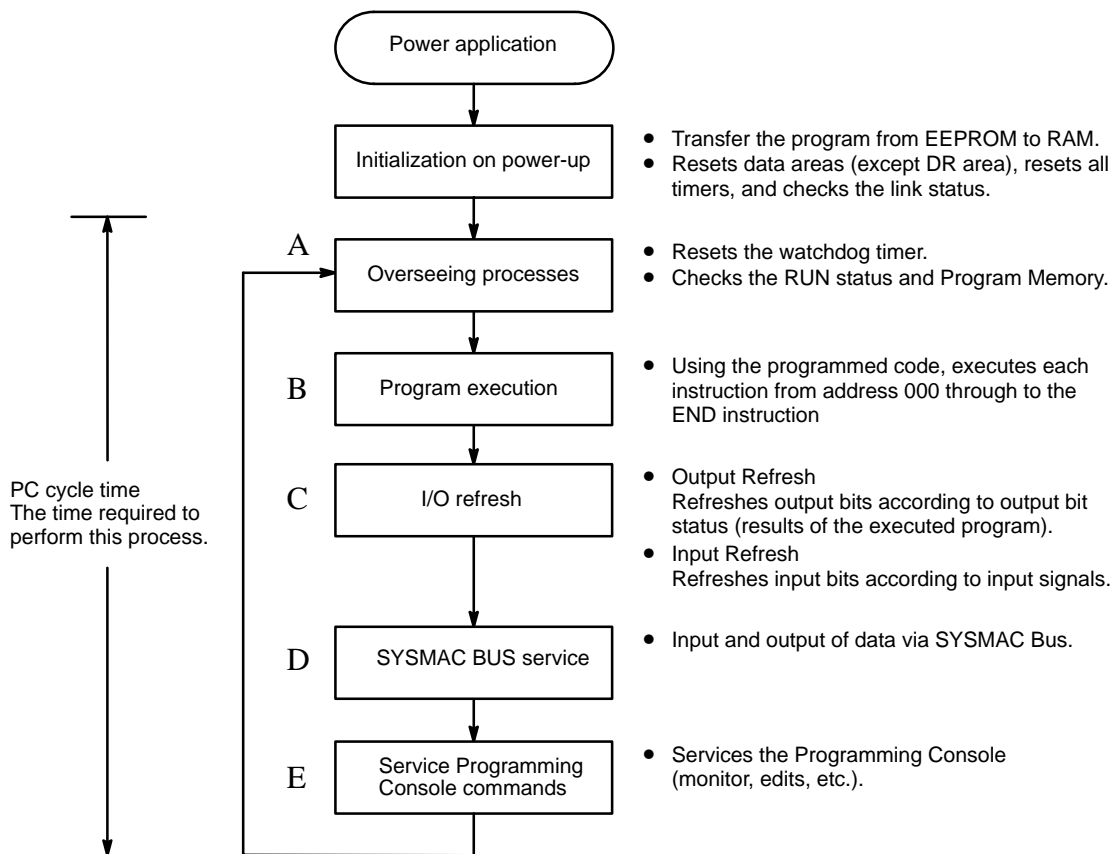 Power application
Initialization on power-up
• Transfer the program from EEPROM to RAM.
• Resets data areas (except DR area), resets all
timers, and checks the link status.
A
Overseeing processes
• Resets the watchdog timer.
• Checks the RUN status and Program Memory.
B
Program execution
• Using the programmed code, executes each
instruction from address 000 through to the
END instruction
PC cycle time
The time required to
perform this process.
C
I/O refresh
• Output Refresh
Refreshes output bits according to output bit
status (results of the executed program).
• Input Refresh
Refreshes input bits according to input signals.
D
SYSMAC BUS service
• Input and output of data via SYSMAC Bus.
E
Service Programming
Console commands
• Services the Programming Console
(monitor, edits, etc.).